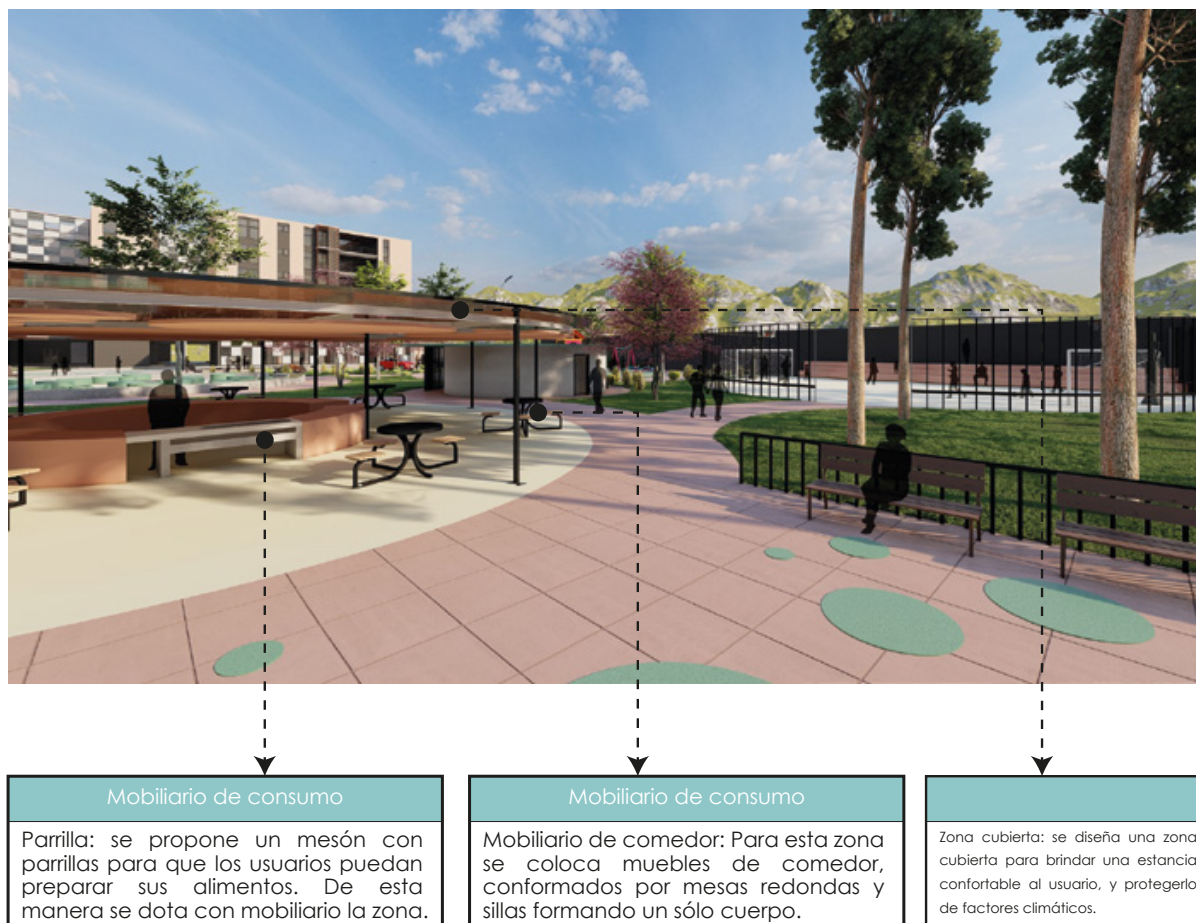 Mobiliario de consumo
Parrilla: se propone un mesón con
parrillas para que los usuarios puedan
preparar sus alimentos. De esta
manera se dota con mobiliario la zona.
Mobiliario de consumo
Mobiliario de comedor: Para esta zona
se coloca muebles de comedor,
conformados por mesas redondas y
sillas formando un sólo cuerpo.
Zona cubierta: se diseña una zona
cubierta para brindar una estancia
confortable al usuario, y protegerlo
de factores climáticos.